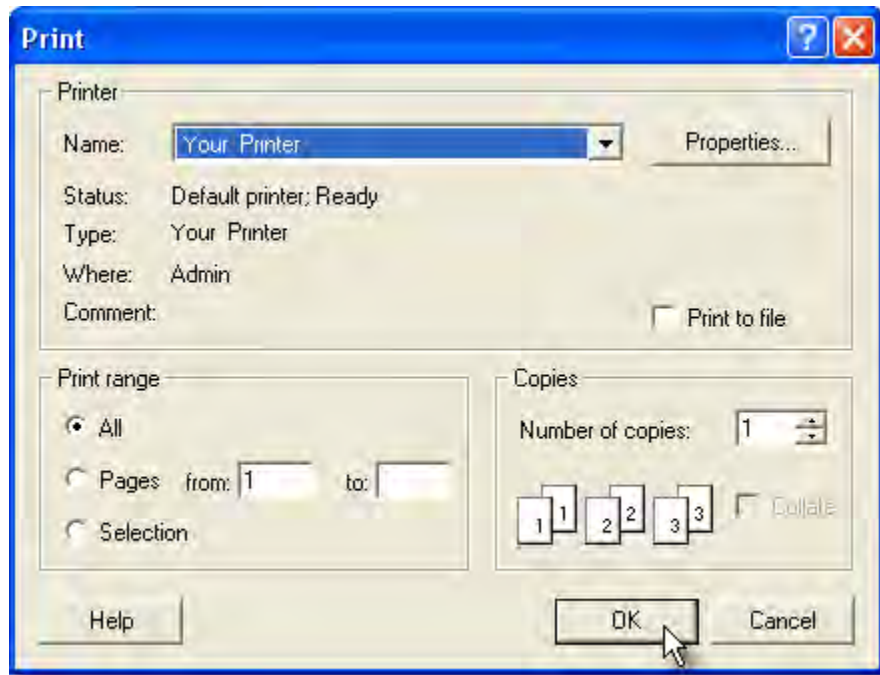 Print
Printer
Name: Your Printer Properties...
Status: Default printer; Ready
Type: Your Printer
Where: Admin
Comment:
Print to file
Print range
All
Pages from: 1 to:
Selection
Copies
Number of copies: 1
1 1 2 2 3 3
Collate
Help OK Cancel